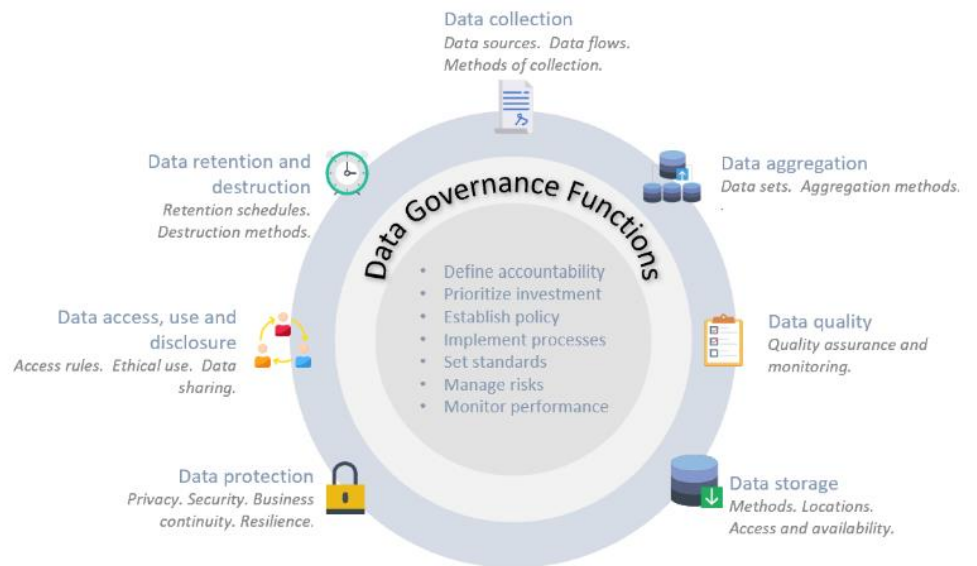 Data collection
Data sources.  Data flows.
Methods of collection.
Data aggregation
Data sets.  Aggregation methods.
.
Data quality
Quality assurance and
monitoring.
Data storage
Methods. Locations.
Access and availability.
Data protection
Privacy. Security. Business
continuity. Resilience.
Data access, use and
disclosure
Access rules.  Ethical use.  Data
sharing.
Data retention and
destruction
Retention schedules.
Destruction methods.
Data Governance Functions
• Define accountability
• Prioritize investment
• Establish policy
• Implement processes
• Set standards
• Manage risks
• Monitor performance